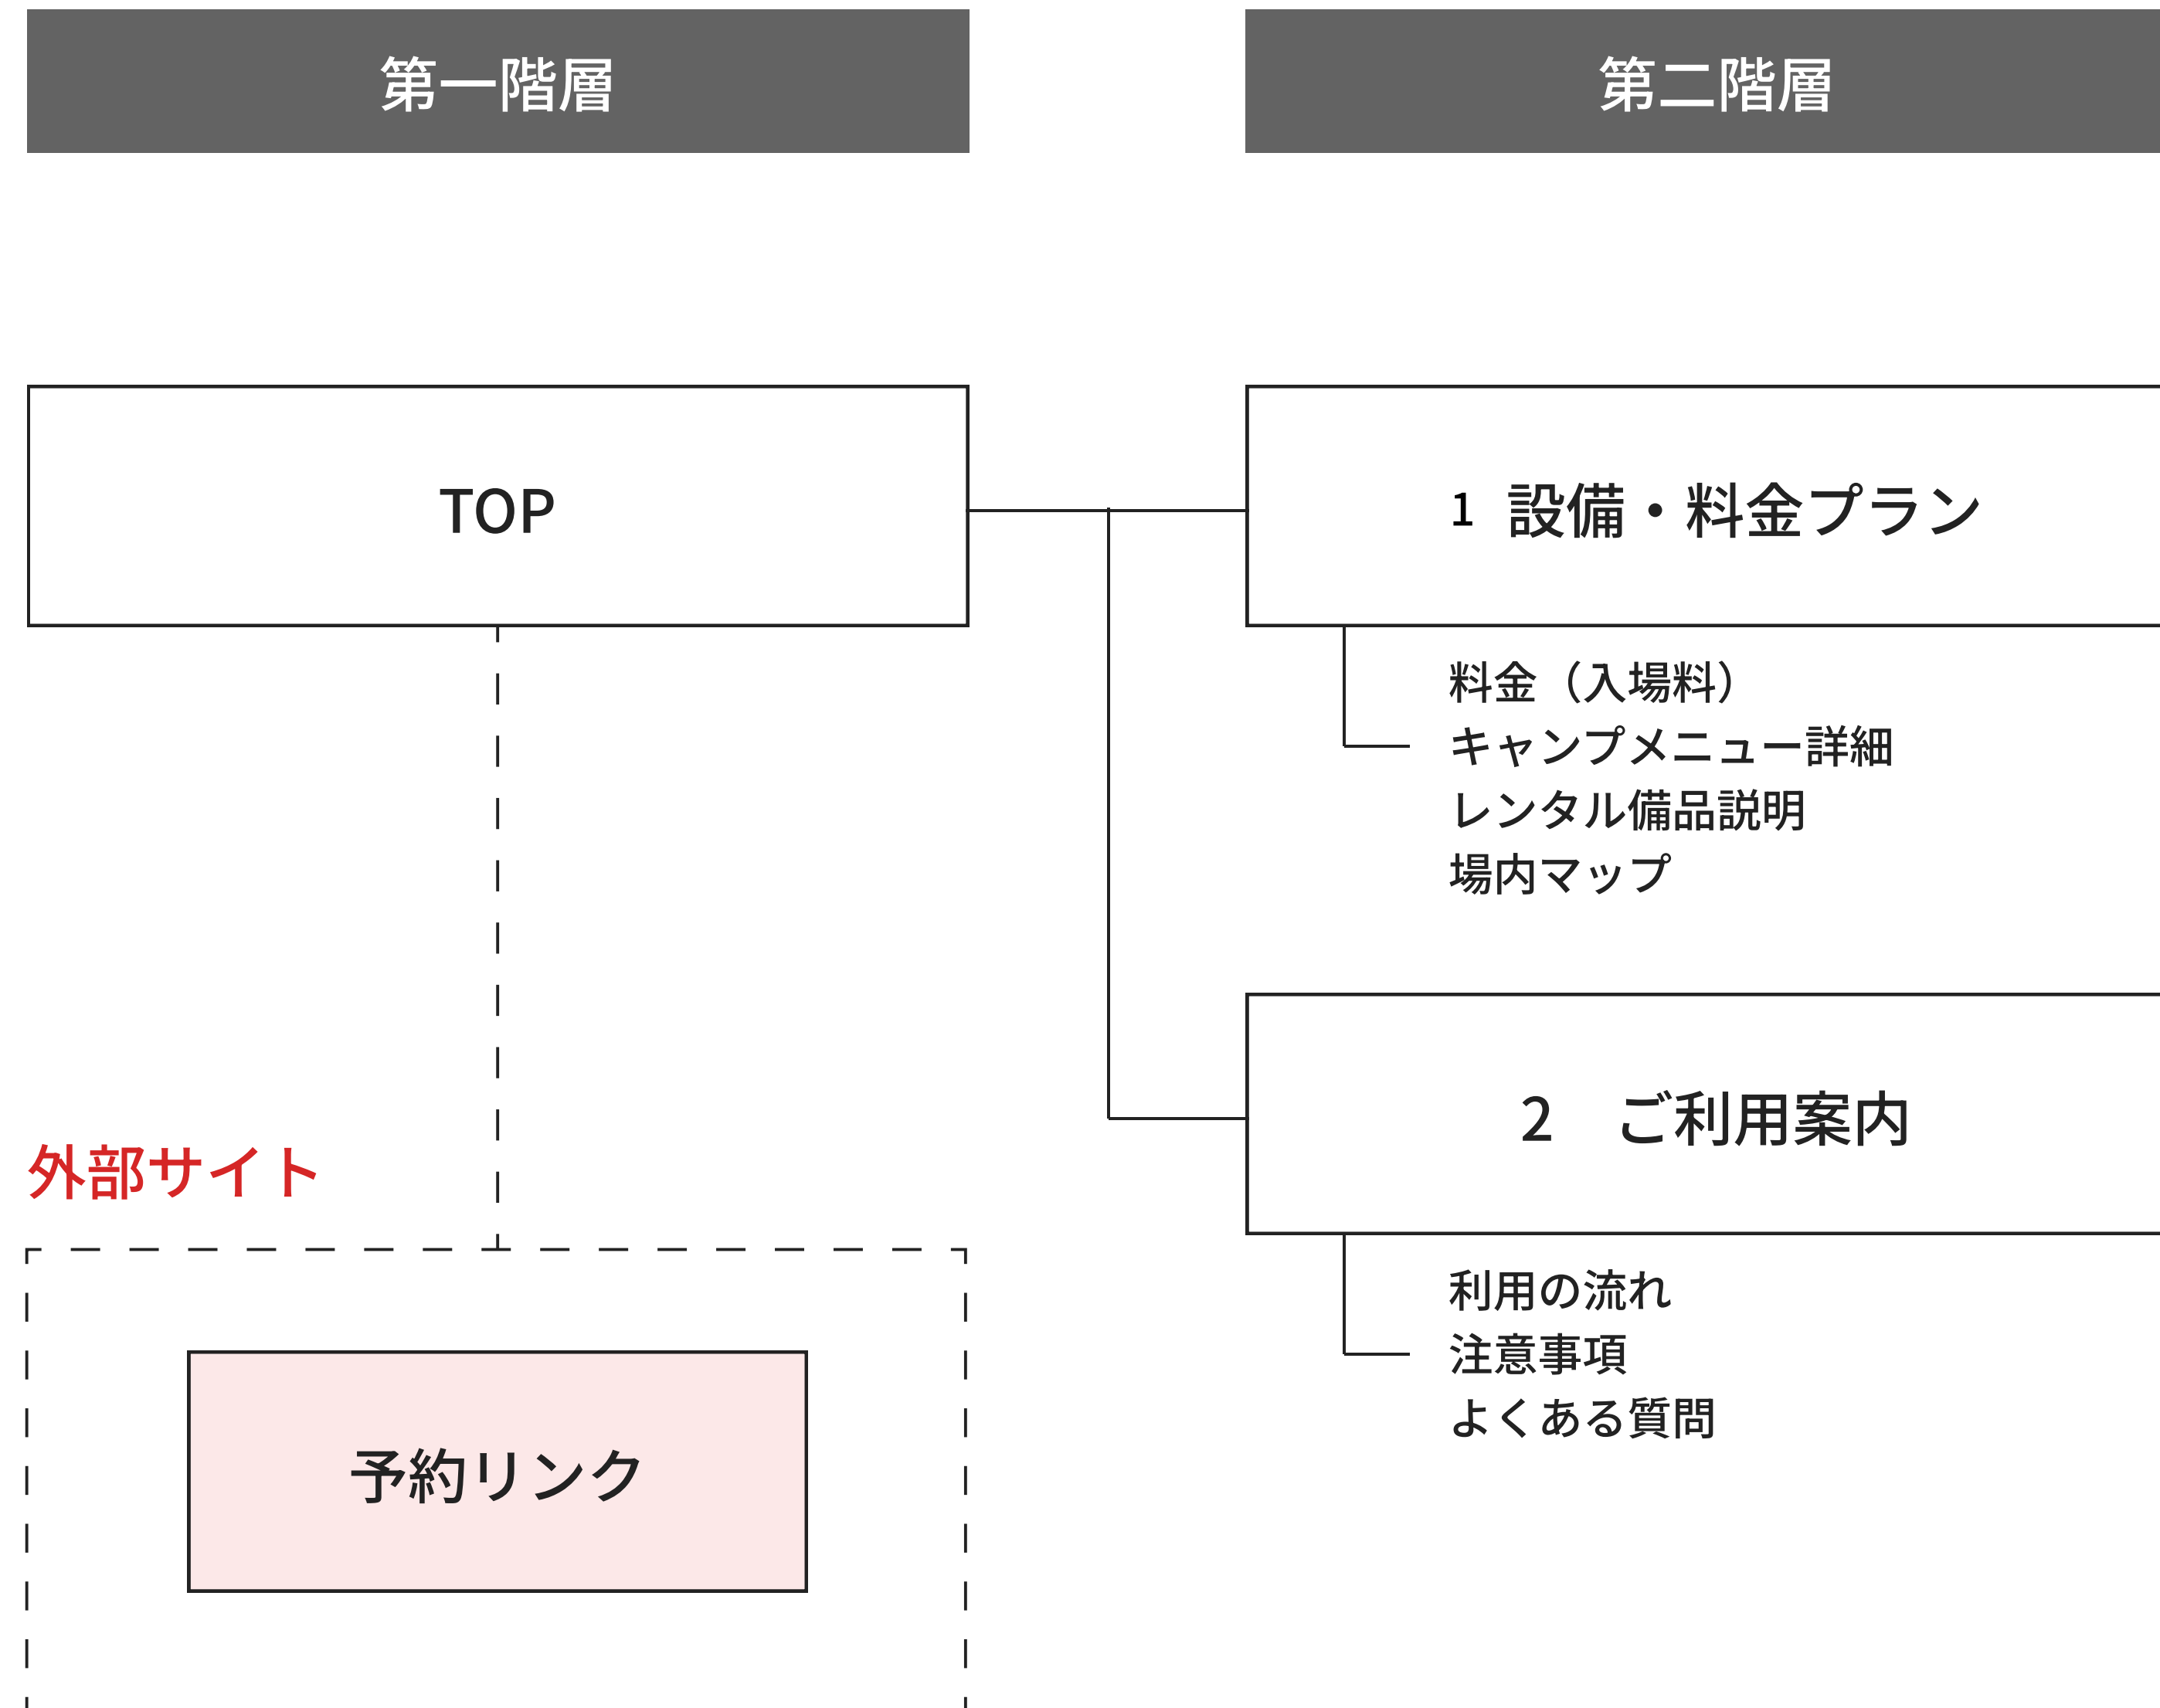 第一階層
第二階層
TOP
1 設備・料金プラン
料金（入場料）
キャンプメニュー詳細
レンタル備品説明
場内マップ
2　ご利用案内
利用の流れ
注意事項
よくある質問
外部サイト
予約リンク